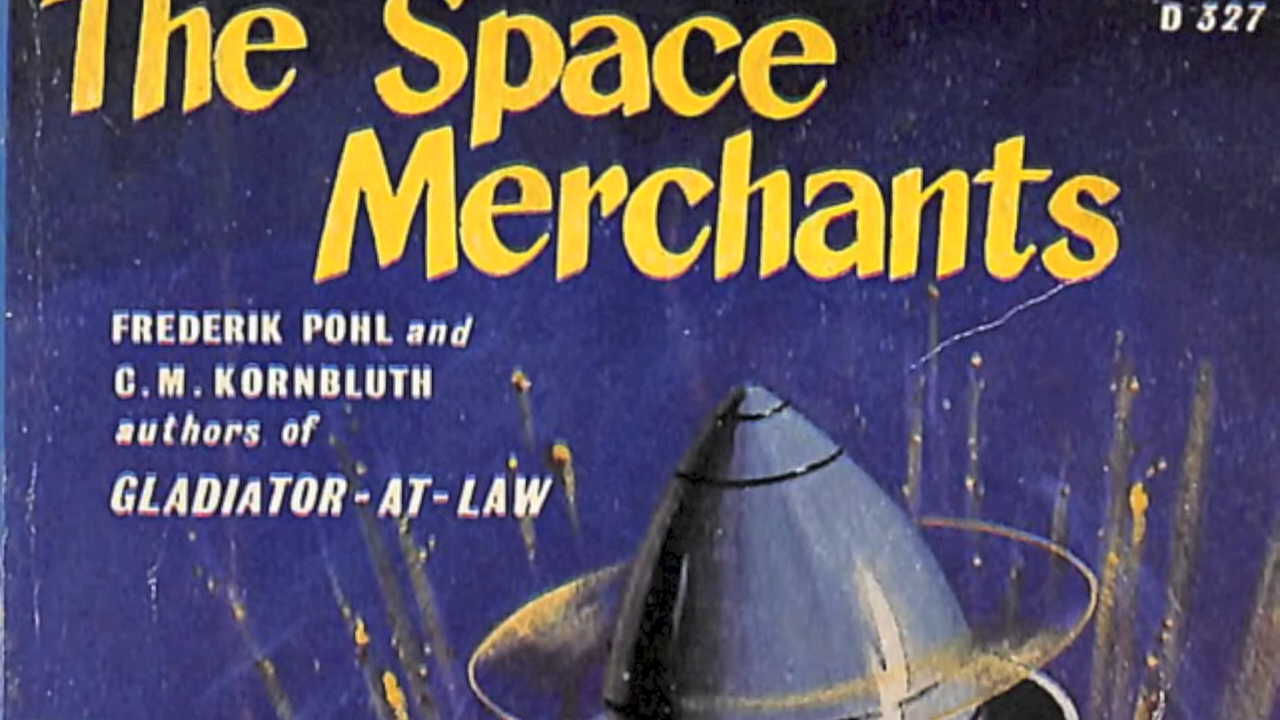 D 327
The Space
Merchants
FREDERIK POHL and
C.M. KORNBLUTH
authors of
GLADIATOR-AT-LAW